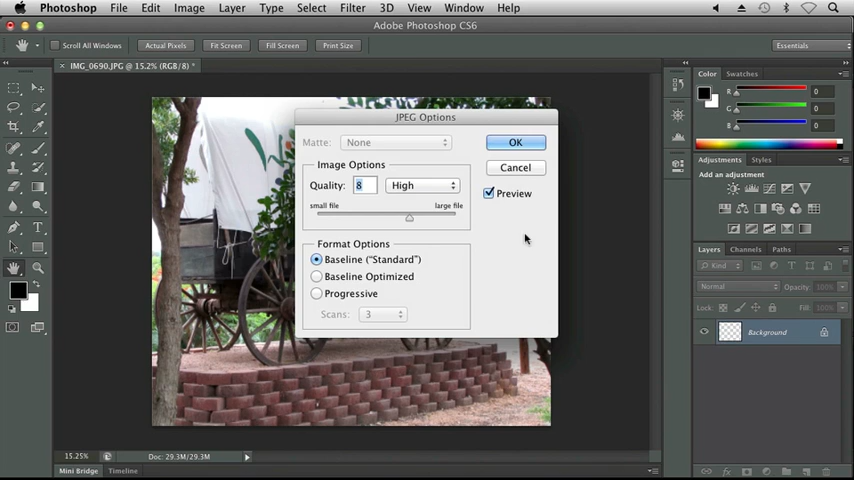 Photoshop File Edit Image Layer Type Select Filter 3D View Window Help
Adobe Photoshop CS6
Scroll All Windows Actual Pixels Fit Screen Fill Screen Print Size Essentials
× IMG_0690.JPG @ 15.2% (RGB/8) *
Color Swatches
R 0
G 0
B 0
Adjustments Styles
Add an adjustment
Layers Channels Paths
Kind
Normal Opacity: 100%
Lock: Fill: 100%
Background
JPEG Options
Matte: None
OK
Image Options
Cancel
Quality: 8 High
Preview
small file large file
Format Options
Baseline ("Standard")
Baseline Optimized
Progressive
Scans: 3
15.25% Doc: 29.3M/29.3M
Mini Bridge Timeline